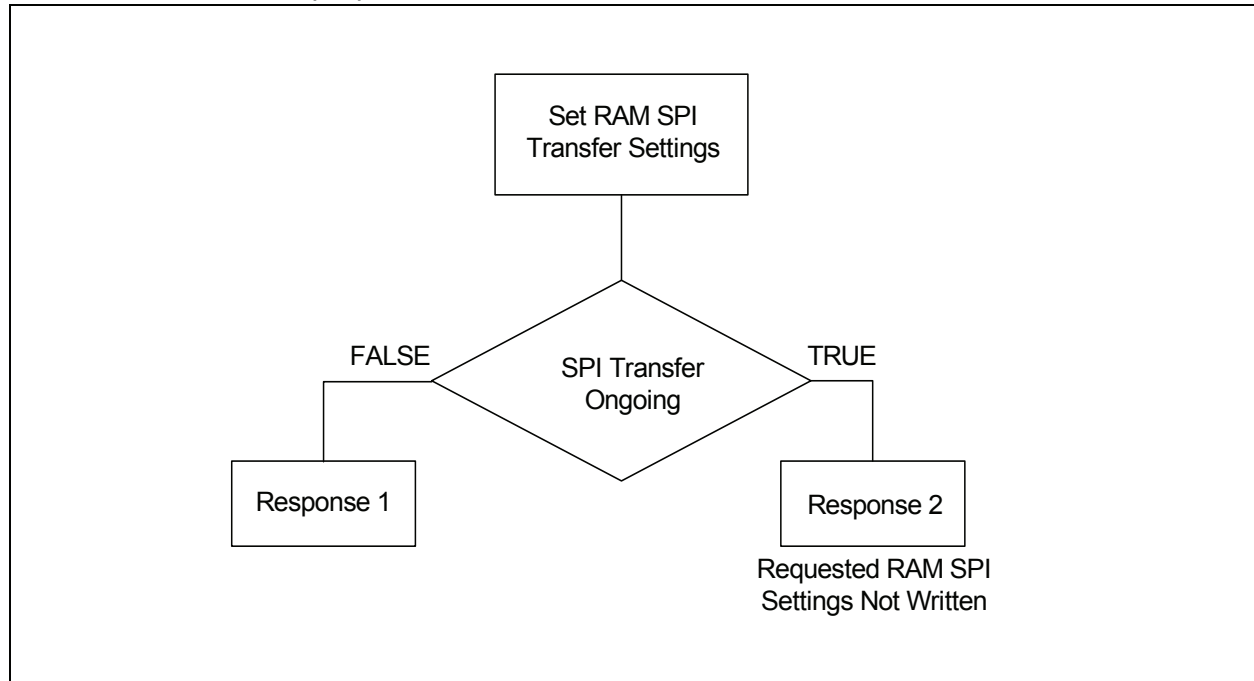 Set RAM SPI
Transfer Settings
FALSE
TRUE
SPI Transfer
Ongoing
Response 1
Response 2
Requested RAM SPI
Settings Not Written